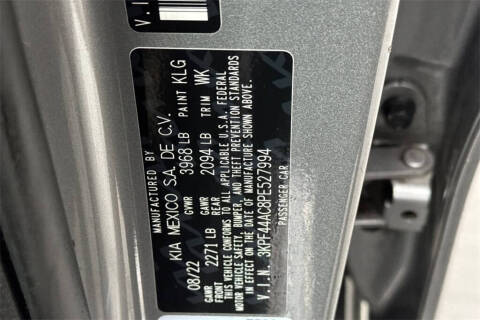 MANUFACTURED BY
KIA MEXICO S.A. DE C.V.
08/22 GVWR 3968 LB PAINT KLG
GAWR FRONT 2271 LB GAWR REAR 2094 LB TRIM WK
THIS VEHICLE CONFORMS TO ALL APPLICABLE U.S.A. FEDERAL
MOTOR VEHICLE SAFETY, BUMPER, AND THEFT PREVENTION STANDARDS
IN EFFECT ON THE DATE OF MANUFACTURE SHOWN ABOVE.
V.I.N. 3KPF44AC8PE527994
PASSENGER CAR
V.I